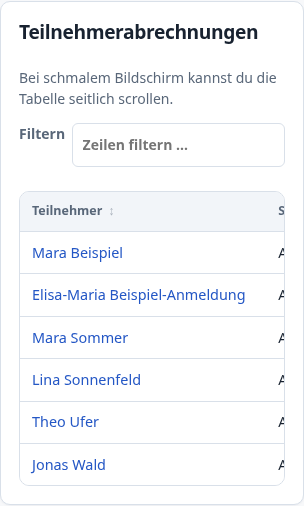 Teilnehmerabrechnungen
Bei schmalem Bildschirm kannst du die
Tabelle seitlich scrollen.
Filtern Zeilen filtern ...
Teilnehmer ↕
Mara Beispiel
Elisa-Maria Beispiel-Anmeldung
Mara Sommer
Lina Sonnenfeld
Theo Ufer
Jonas Wald